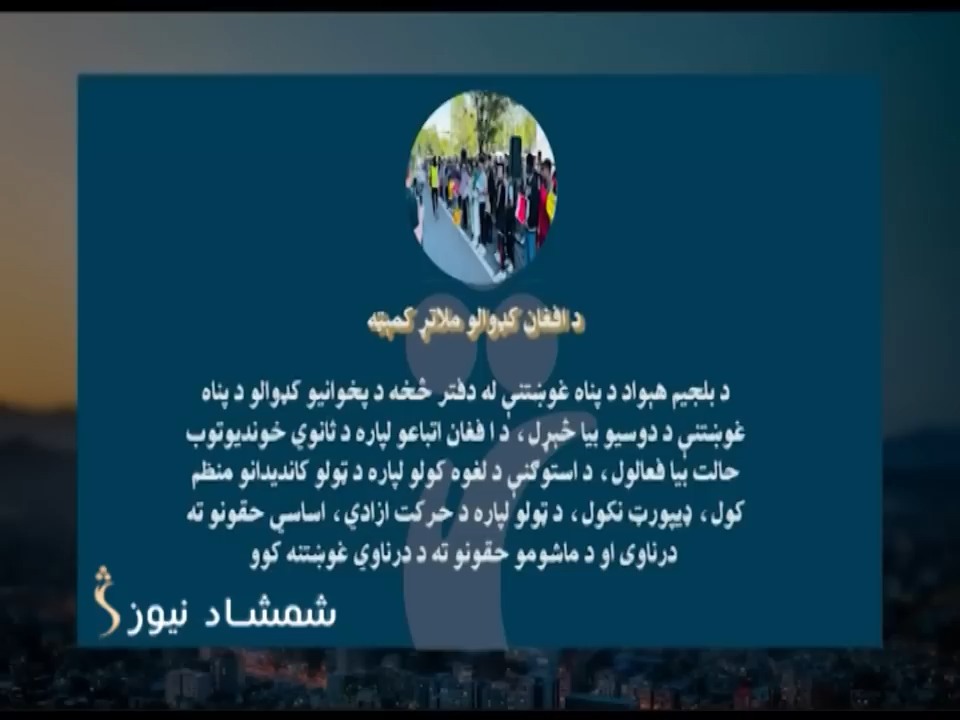 د افغان کډوالو ملاتړ کمېټه
د بلجیم هېواد د پناه غوښتنې له دفتر څخه د پخوانیو کډوالو د پناه
غوښتنې د دوسیو بیا څېړل، د ا فغان اتباعو لپاره د ثانوي خوندیوتوب
حالت بیا فعالول، د استوګنې د لغوه کولو لپاره د ټولو کاندیدانو منظم
کول، ډیپورټ نکول، د ټولو لپاره د حرکت ازادي، اساسي حقونو ته
درناوی او د ماشومو حقونو ته د درناوي غوښتنه کوو
شمشاد نیوز